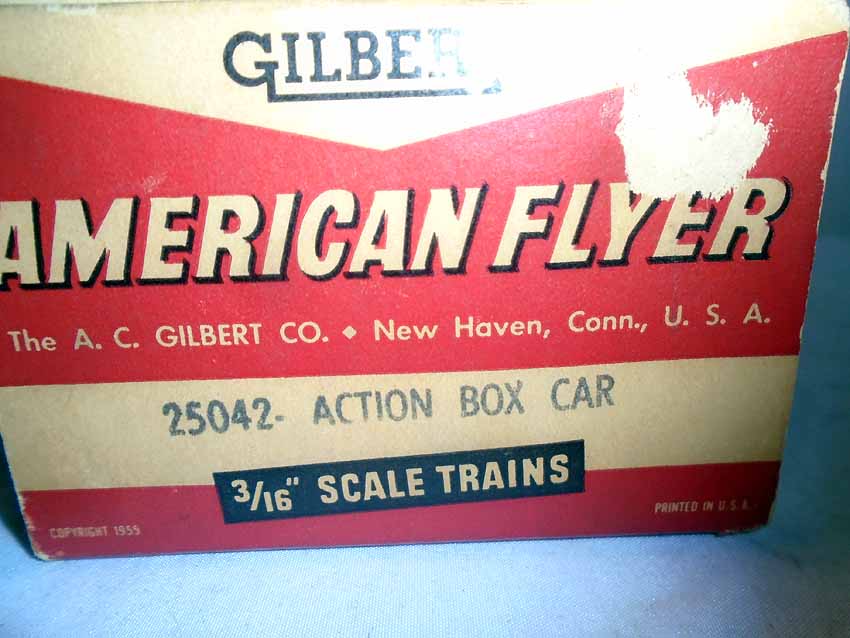 GILBER
AMERICAN FLYER
The A. C. GILBERT CO. ◆ New Haven, Conn., U. S. A.
25042- ACTION BOX CAR
3/16" SCALE TRAINS
COPYRIGHT 1955
PRINTED IN U.S.A.